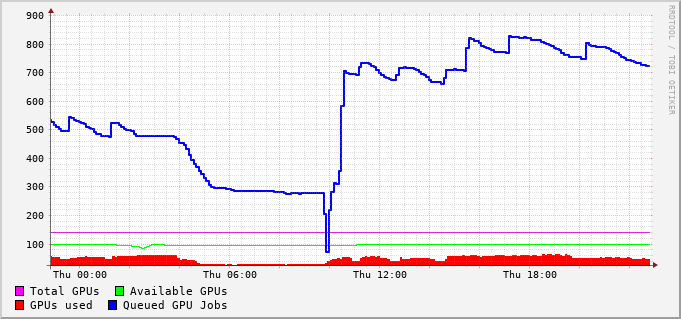 900
800
700
600
500
400
300
200
100
Thu 00:00 Thu 06:00 Thu 12:00 Thu 18:00
Total GPUs Available GPUs
GPUs used Queued GPU Jobs
RRDTOOL / TOBI OETIKER